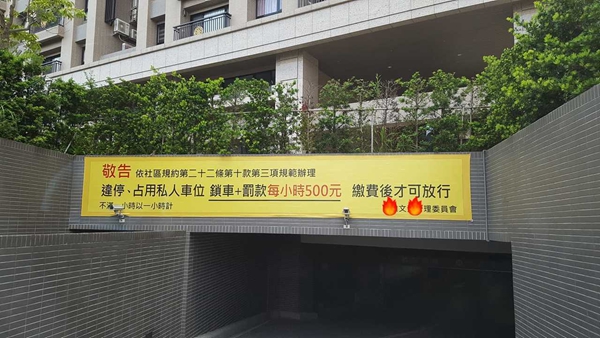 敬告 依社區規約第二十二條第十款第三項規範辦理
違停、占用私人車位 鎖車+罰款每小時500元 繳費後才可放行
不滿一小時以一小時計
文 理委員會